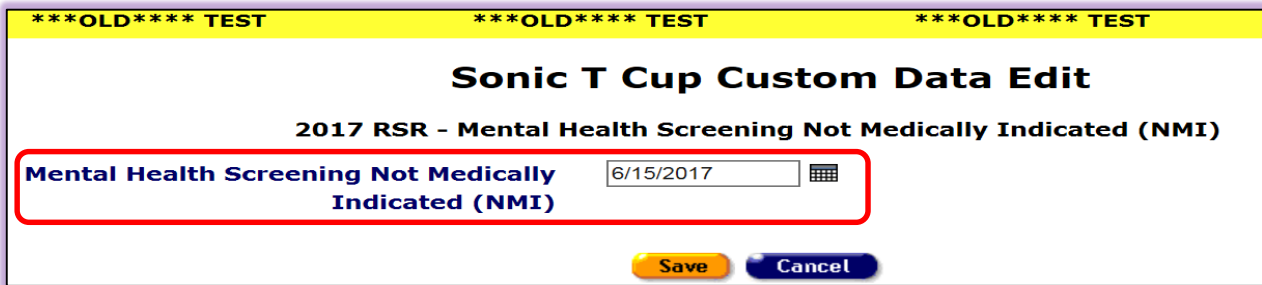 ***OLD**** TEST ***OLD**** TEST ***OLD**** TEST
Sonic T Cup Custom Data Edit
2017 RSR - Mental Health Screening Not Medically Indicated (NMI)
Mental Health Screening Not Medically 6/15/2017
Indicated (NMI)
Save Cancel